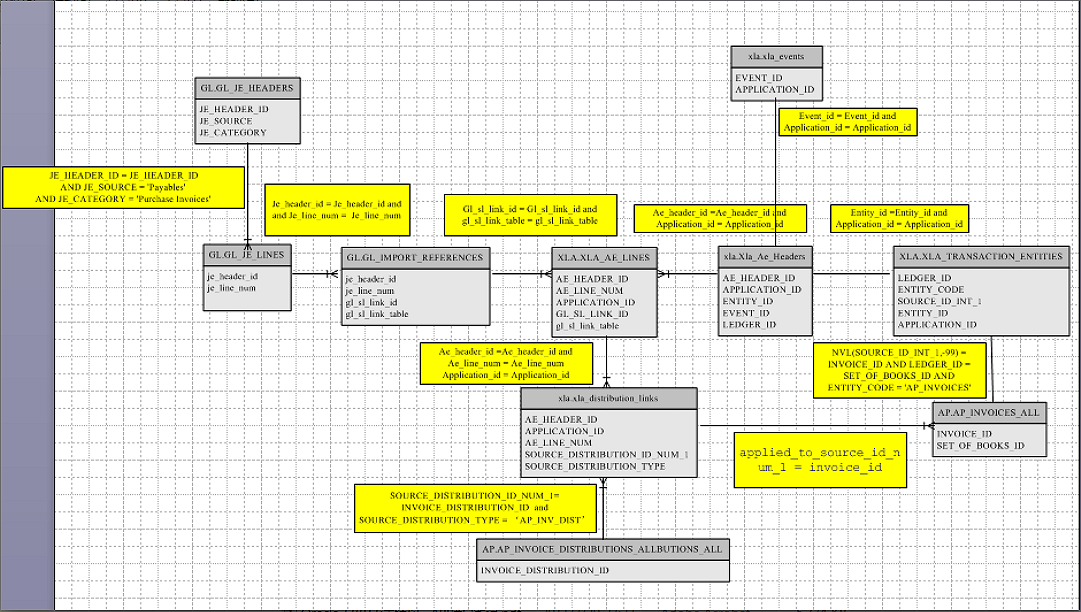 xla.xla_events
EVENT_ID
APPLICATION_ID
GL.GL_JE_HEADERS
JE_HEADER_ID
JE_SOURCE
JE_CATEGORY
Event_id = Event_id and
Application_id = Application_id
JE_HEADER_ID = JE_HEADER_ID
AND JE_SOURCE = 'Payables'
AND JE_CATEGORY = 'Purchase Invoices'
Je_header_id = Je_header_id and
and Je_line_num = Je_line_num
Gl_sl_link_id = Gl_sl_link_id and
gl_sl_link_table = gl_sl_link_table
Ae_header_id =Ae_header_id and
Application_id = Application_id
Entity_id =Entity_id and
Application_id = Application_id
GL.GL_JE_LINES
je_header_id
je_line_num
GL.GL_IMPORT_REFERENCES
je_header_id
je_line_num
gl_sl_link_id
gl_sl_link_table
XLA.XLA_AE_LINES
AE_HEADER_ID
AE_LINE_NUM
APPLICATION_ID
GL_SL_LINK_ID
gl_sl_link_table
xla.Xla_Ae_Headers
AE_HEADER_ID
APPLICATION_ID
ENTITY_ID
EVENT_ID
LEDGER_ID
XLA.XLA_TRANSACTION_ENTITIES
LEDGER_ID
ENTITY_CODE
SOURCE_ID_INT_1
ENTITY_ID
APPLICATION_ID
Ae_header_id =Ae_header_id and
Ae_line_num = Ae_line_num
Application_id = Application_id
NVL(SOURCE_ID_INT_1,-99) =
INVOICE_ID AND LEDGER_ID =
SET_OF_BOOKS_ID AND
ENTITY_CODE = 'AP_INVOICES'
xla.xla_distribution_links
AE_HEADER_ID
APPLICATION_ID
AE_LINE_NUM
SOURCE_DISTRIBUTION_ID_NUM_1
SOURCE_DISTRIBUTION_TYPE
AP.AP_INVOICES_ALL
INVOICE_ID
SET_OF_BOOKS_ID
applied_to_source_id_n
um_1 = invoice_id
SOURCE_DISTRIBUTION_ID_NUM_1=
INVOICE_DISTRIBUTION_ID and
SOURCE_DISTRIBUTION_TYPE = ‘AP_INV_DIST’
AP.AP_INVOICE_DISTRIBUTIONS_ALLBUTIONS_ALL
INVOICE_DISTRIBUTION_ID